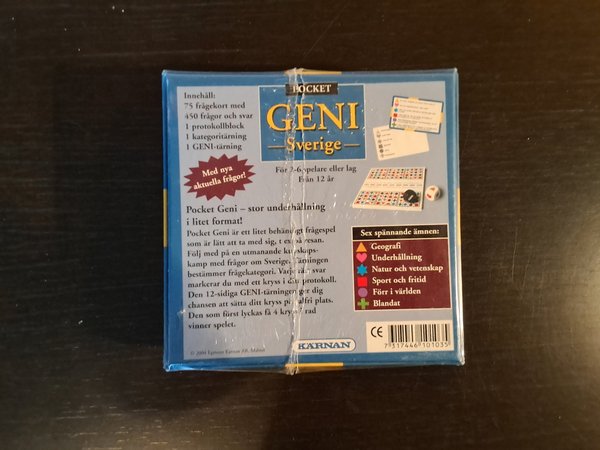 Innehåll:
75 frågekort med
450 frågor och svar
1 protokollblock
1 kategoritärning
1 GENI-tärning
Med nya
aktuella frågor!
POCKET
GENI
Sverige
För 2-6 spelare eller lag
Från 12 år
Pocket Geni – stor underhållning
i litet format!
Pocket Geni är ett litet behändigt frågespel
som är lätt att ta med sig, t ex på resan.
Följ med på en utmanande kunskaps-
kamp med frågor om Sverige. Tärningen
bestämmer frågekategori. Varje rätt svar
markerar du med ett kryss i ditt protokoll.
Den 12-sidiga GENI-tärningen ger dig
chansen att sätta ditt kryss på valfri plats.
Den som först lyckas få 4 kryss i rad
vinner spelet.
Sex spännande ämnen:
Geografi
Underhållning
Natur och vetenskap
Sport och fritid
Förr i världen
Blandat
KÄRNAN
CE
7 317446 101035